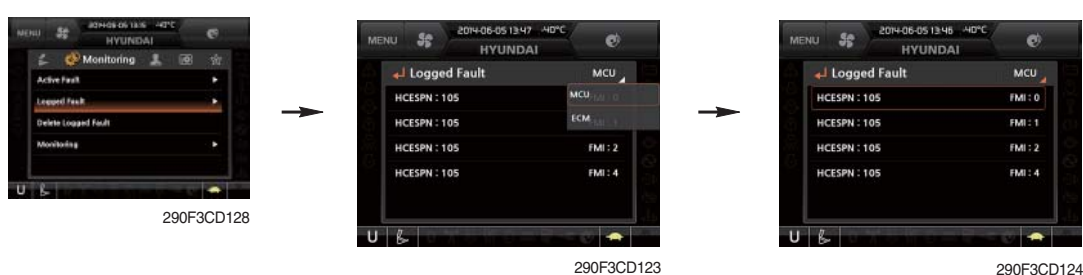 MENU
2014-06-05 13:15 -40°C
HYUNDAI
Monitoring
Active Fault
Logged Fault
Delete Logged Fault
Monitoring
U
290F3CD128
MENU
2014-06-05 13:47 -40°C
HYUNDAI
Logged Fault MCU
HCESPN : 105
MCU
HCESPN : 105
ECM
HCESPN : 105 FMI : 2
HCESPN : 105 FMI : 4
U
290F3CD123
MENU
2014-06-05 13:46 -40°C
HYUNDAI
Logged Fault MCU
HCESPN : 105 FMI : 0
HCESPN : 105 FMI : 1
HCESPN : 105 FMI : 2
HCESPN : 105 FMI : 4
U
290F3CD124